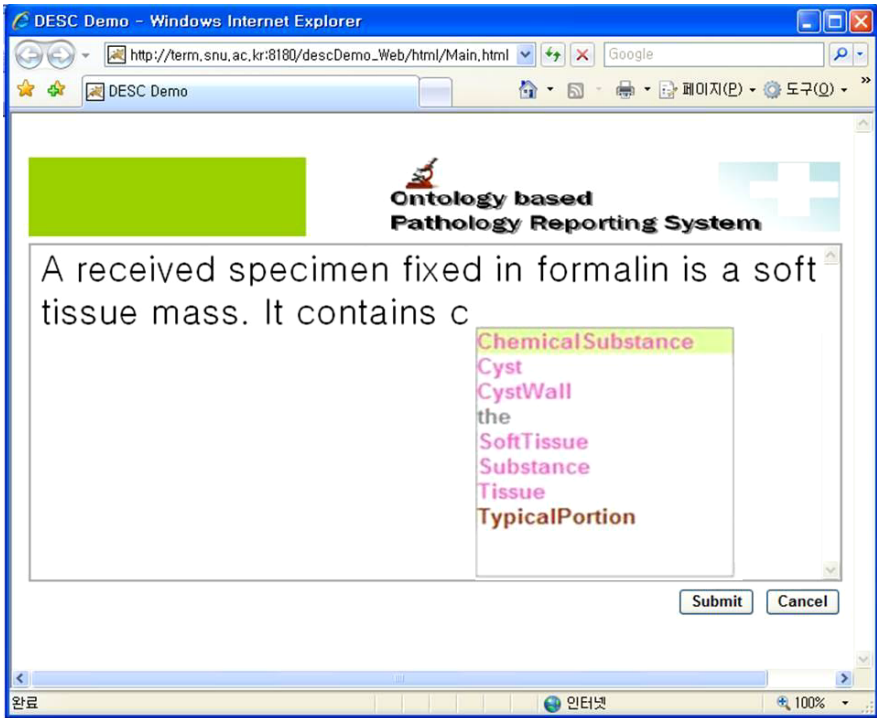 DESC Demo - Windows Internet Explorer
http://term,snu,ac,kr:8180/descDemo_Web/html/Main,html
Google
DESC Demo
페이지(P)
도구(O)
»
Ontology based
Pathology Reporting System
A received specimen fixed in formalin is a soft
tissue mass. It contains c
ChemicalSubstance
Cyst
CystWall
the
SoftTissue
Substance
Tissue
TypicalPortion
Submit Cancel
완료 인터넷 100%